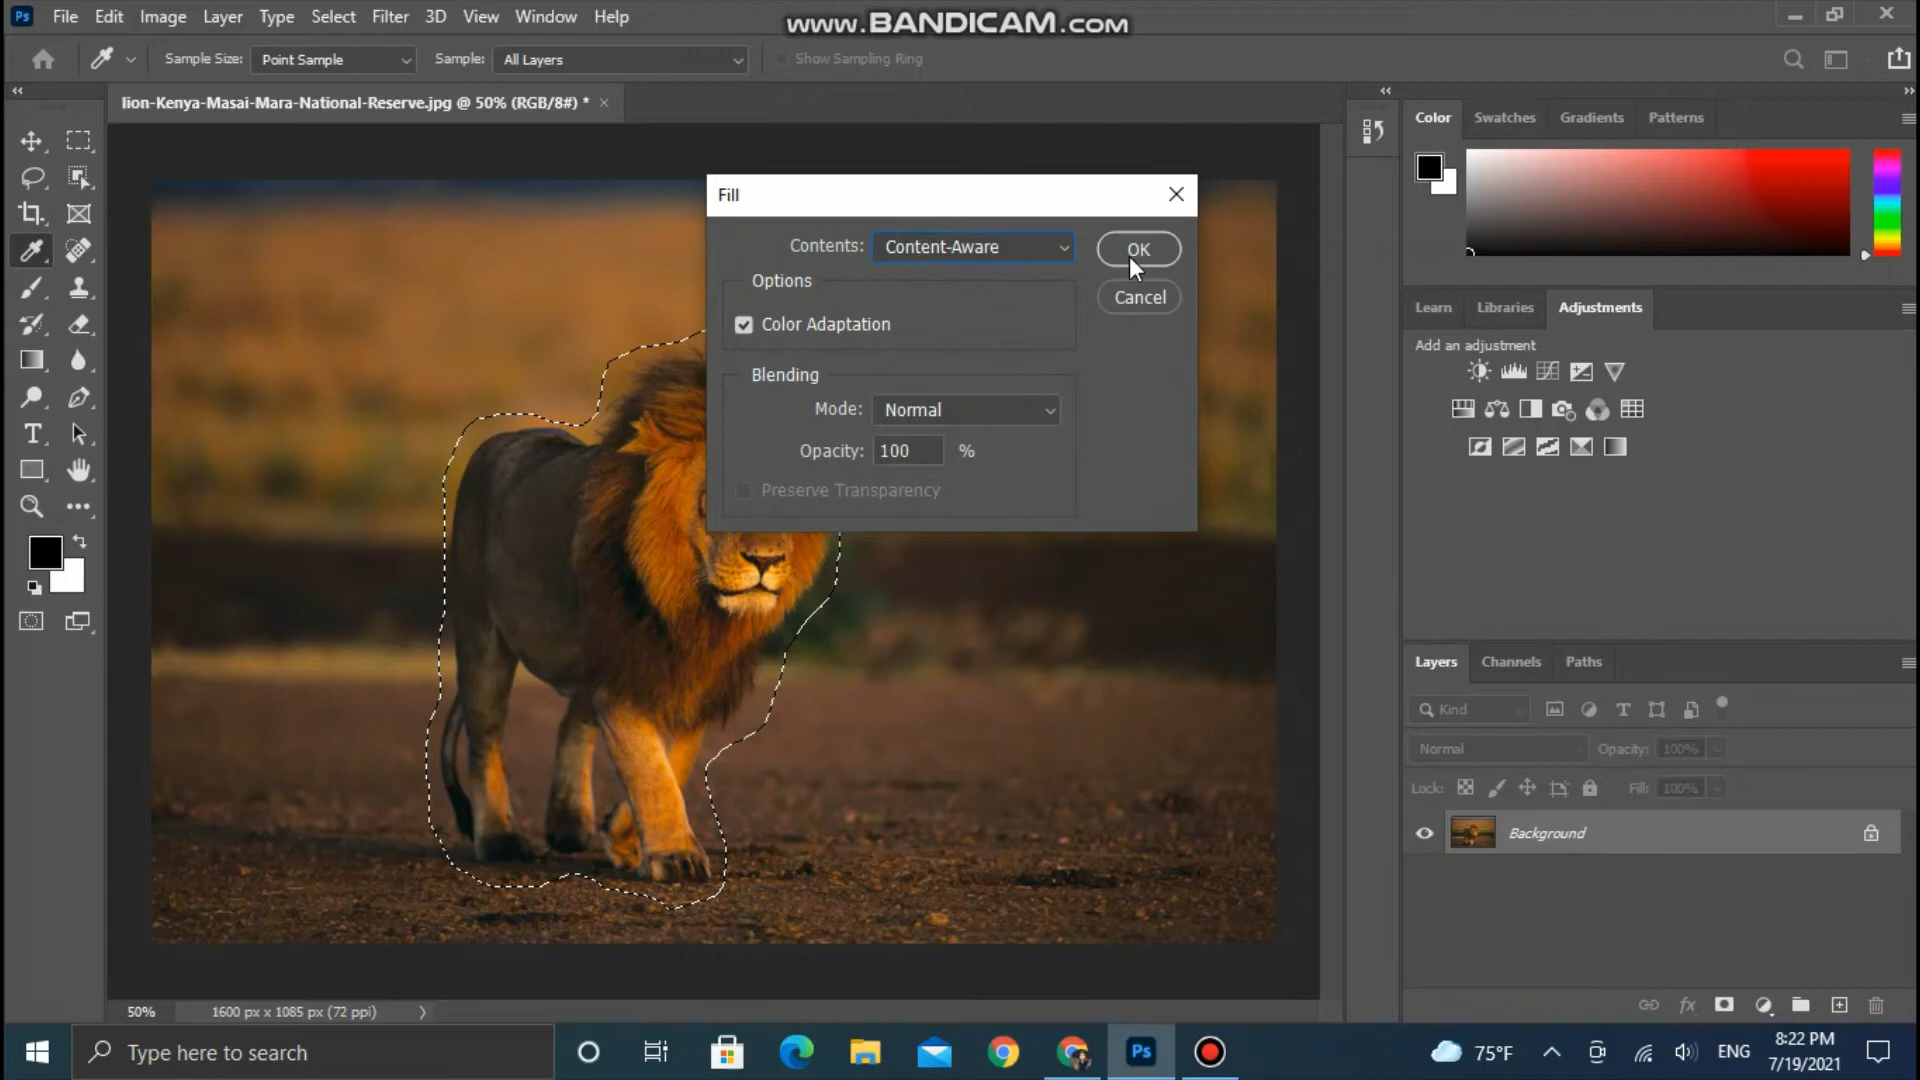 Ps File Edit Image Layer Type Select Filter 3D View Window Help
www.BANDICAM.com
Sample Size: Point Sample Sample: All Layers Show Sampling Ring
lion-Kenya-Masai-Mara-National-Reserve.jpg @ 50% (RGB/8#) *
Color Swatches Gradients Patterns
Fill
Contents: Content-Aware
OK
Options
Cancel
Color Adaptation
Blending
Mode: Normal
Opacity: 100 %
Preserve Transparency
Learn Libraries Adjustments
Add an adjustment
Layers Channels Paths
Kind
Normal Opacity: 100%
Lock: Fill: 100%
Background
50% 1600 px x 1085 px (72 ppi)
Type here to search
Ps
75°F
ENG
8:22 PM
7/19/2021